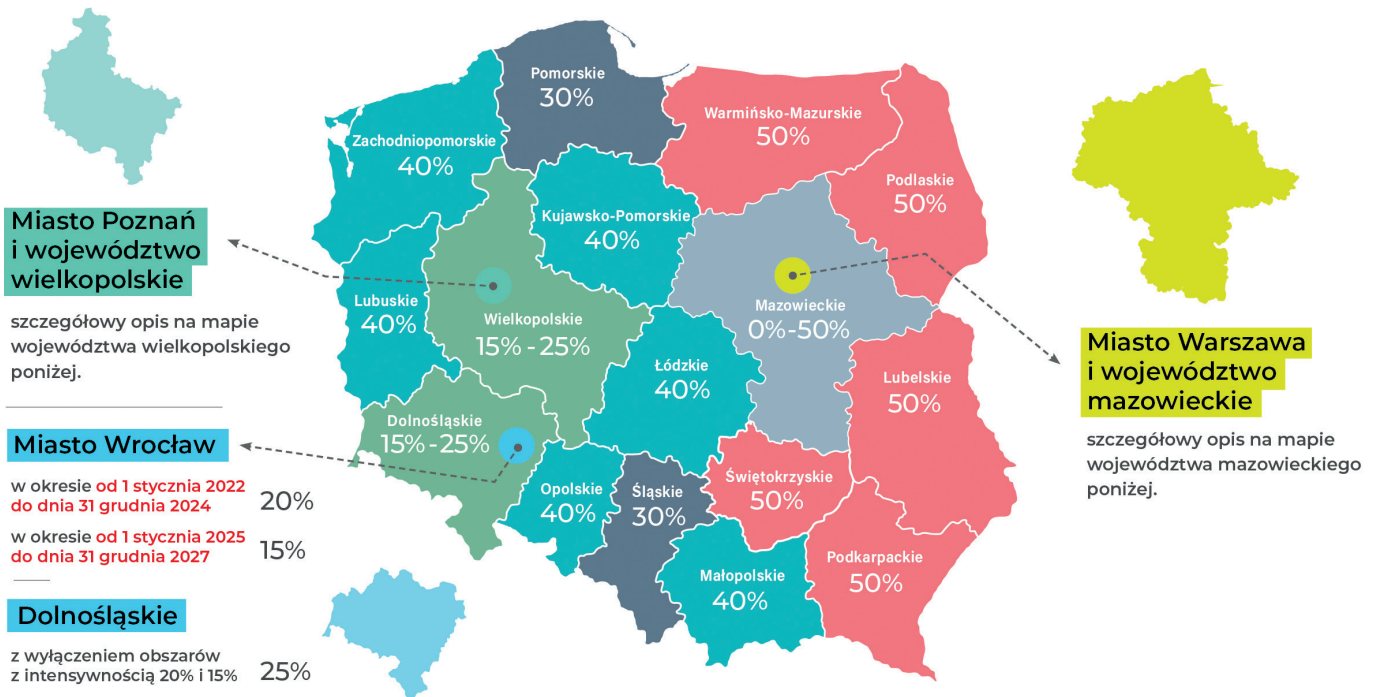 Miasto Poznań
i województwo
wielkopolskie
szczegółowy opis na mapie
województwa wielkopolskiego
poniżej.
Miasto Wrocław
w okresie od 1 stycznia 2022
do dnia 31 grudnia 2024
20%
w okresie od 1 stycznia 2025
do dnia 31 grudnia 2027
15%
Dolnośląskie
z wyłączeniem obszarów
z intensywnością 20% i 15%
25%
Pomorskie
30%
Zachodniopomorskie
40%
Warmińsko-Mazurskie
50%
Podlaskie
50%
Kujawsko-Pomorskie
40%
Lubuskie
40%
Wielkopolskie
15% - 25%
Mazowieckie
0%-50%
Łódzkie
40%
Lubelskie
50%
Dolnośląskie
15% -25%
Opolskie
40%
Śląskie
30%
Świętokrzyskie
50%
Małopolskie
40%
Podkarpackie
50%
Miasto Warszawa
i województwo
mazowieckie
szczegółowy opis na mapie
województwa mazowieckiego
poniżej.